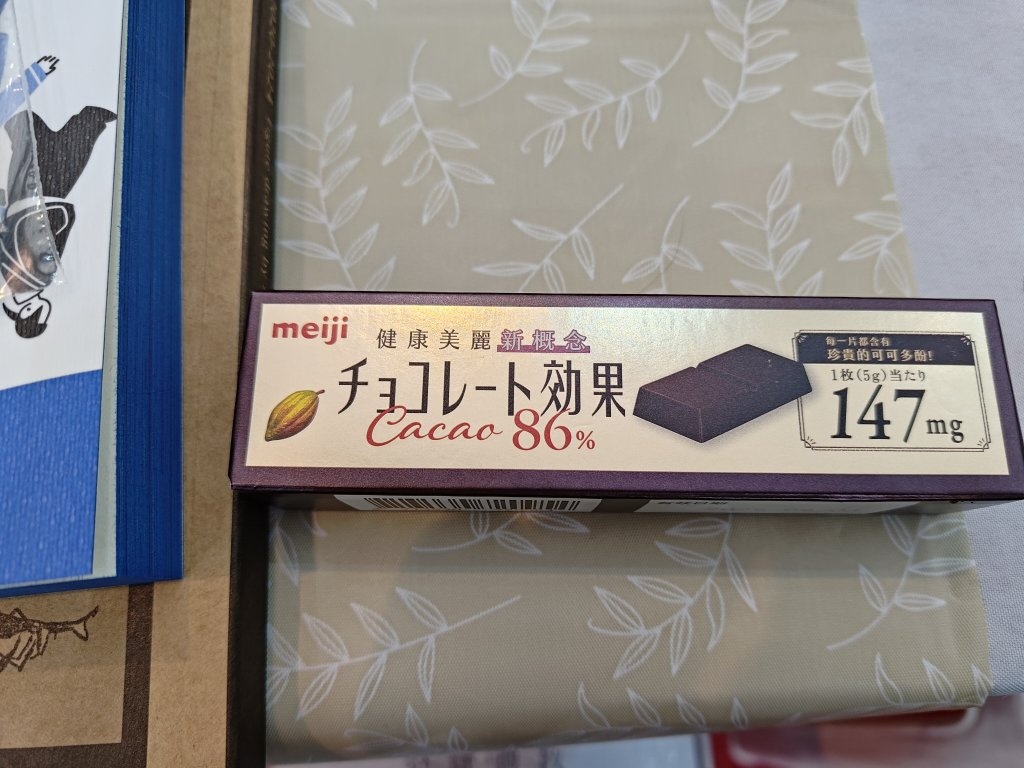 meiji
健康美麗新概念
チョコレート効果
Cacao 86%
每一片都含有
珍貴的可可多酚!
1枚(5g)当たり
147mg